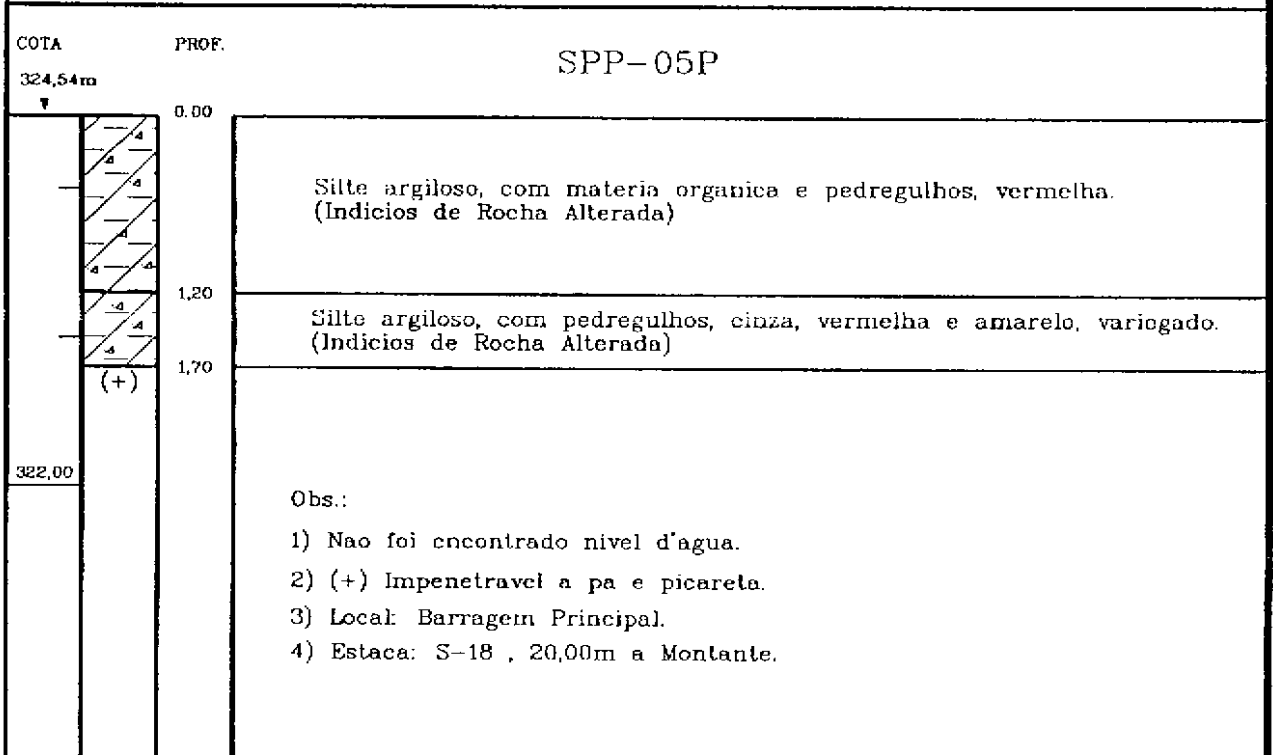 COTA PROF. SPP-05P
324,54m
0.00
Silte argiloso, com materia organica e pedregulhos, vermelha.
(Indicios de Rocha Alterada)
1,20
Silte argiloso, com pedregulhos, cinza, vermelha e amarelo, variegado.
(Indicios de Rocha Alterada)
1,70
(+)
322,00
Obs.:
1) Nao foi encontrado nivel d'agua.
2) (+) Impenetravel a pa e picareta.
3) Local: Barragem Principal.
4) Estaca: S-18 , 20,00m a Montante.